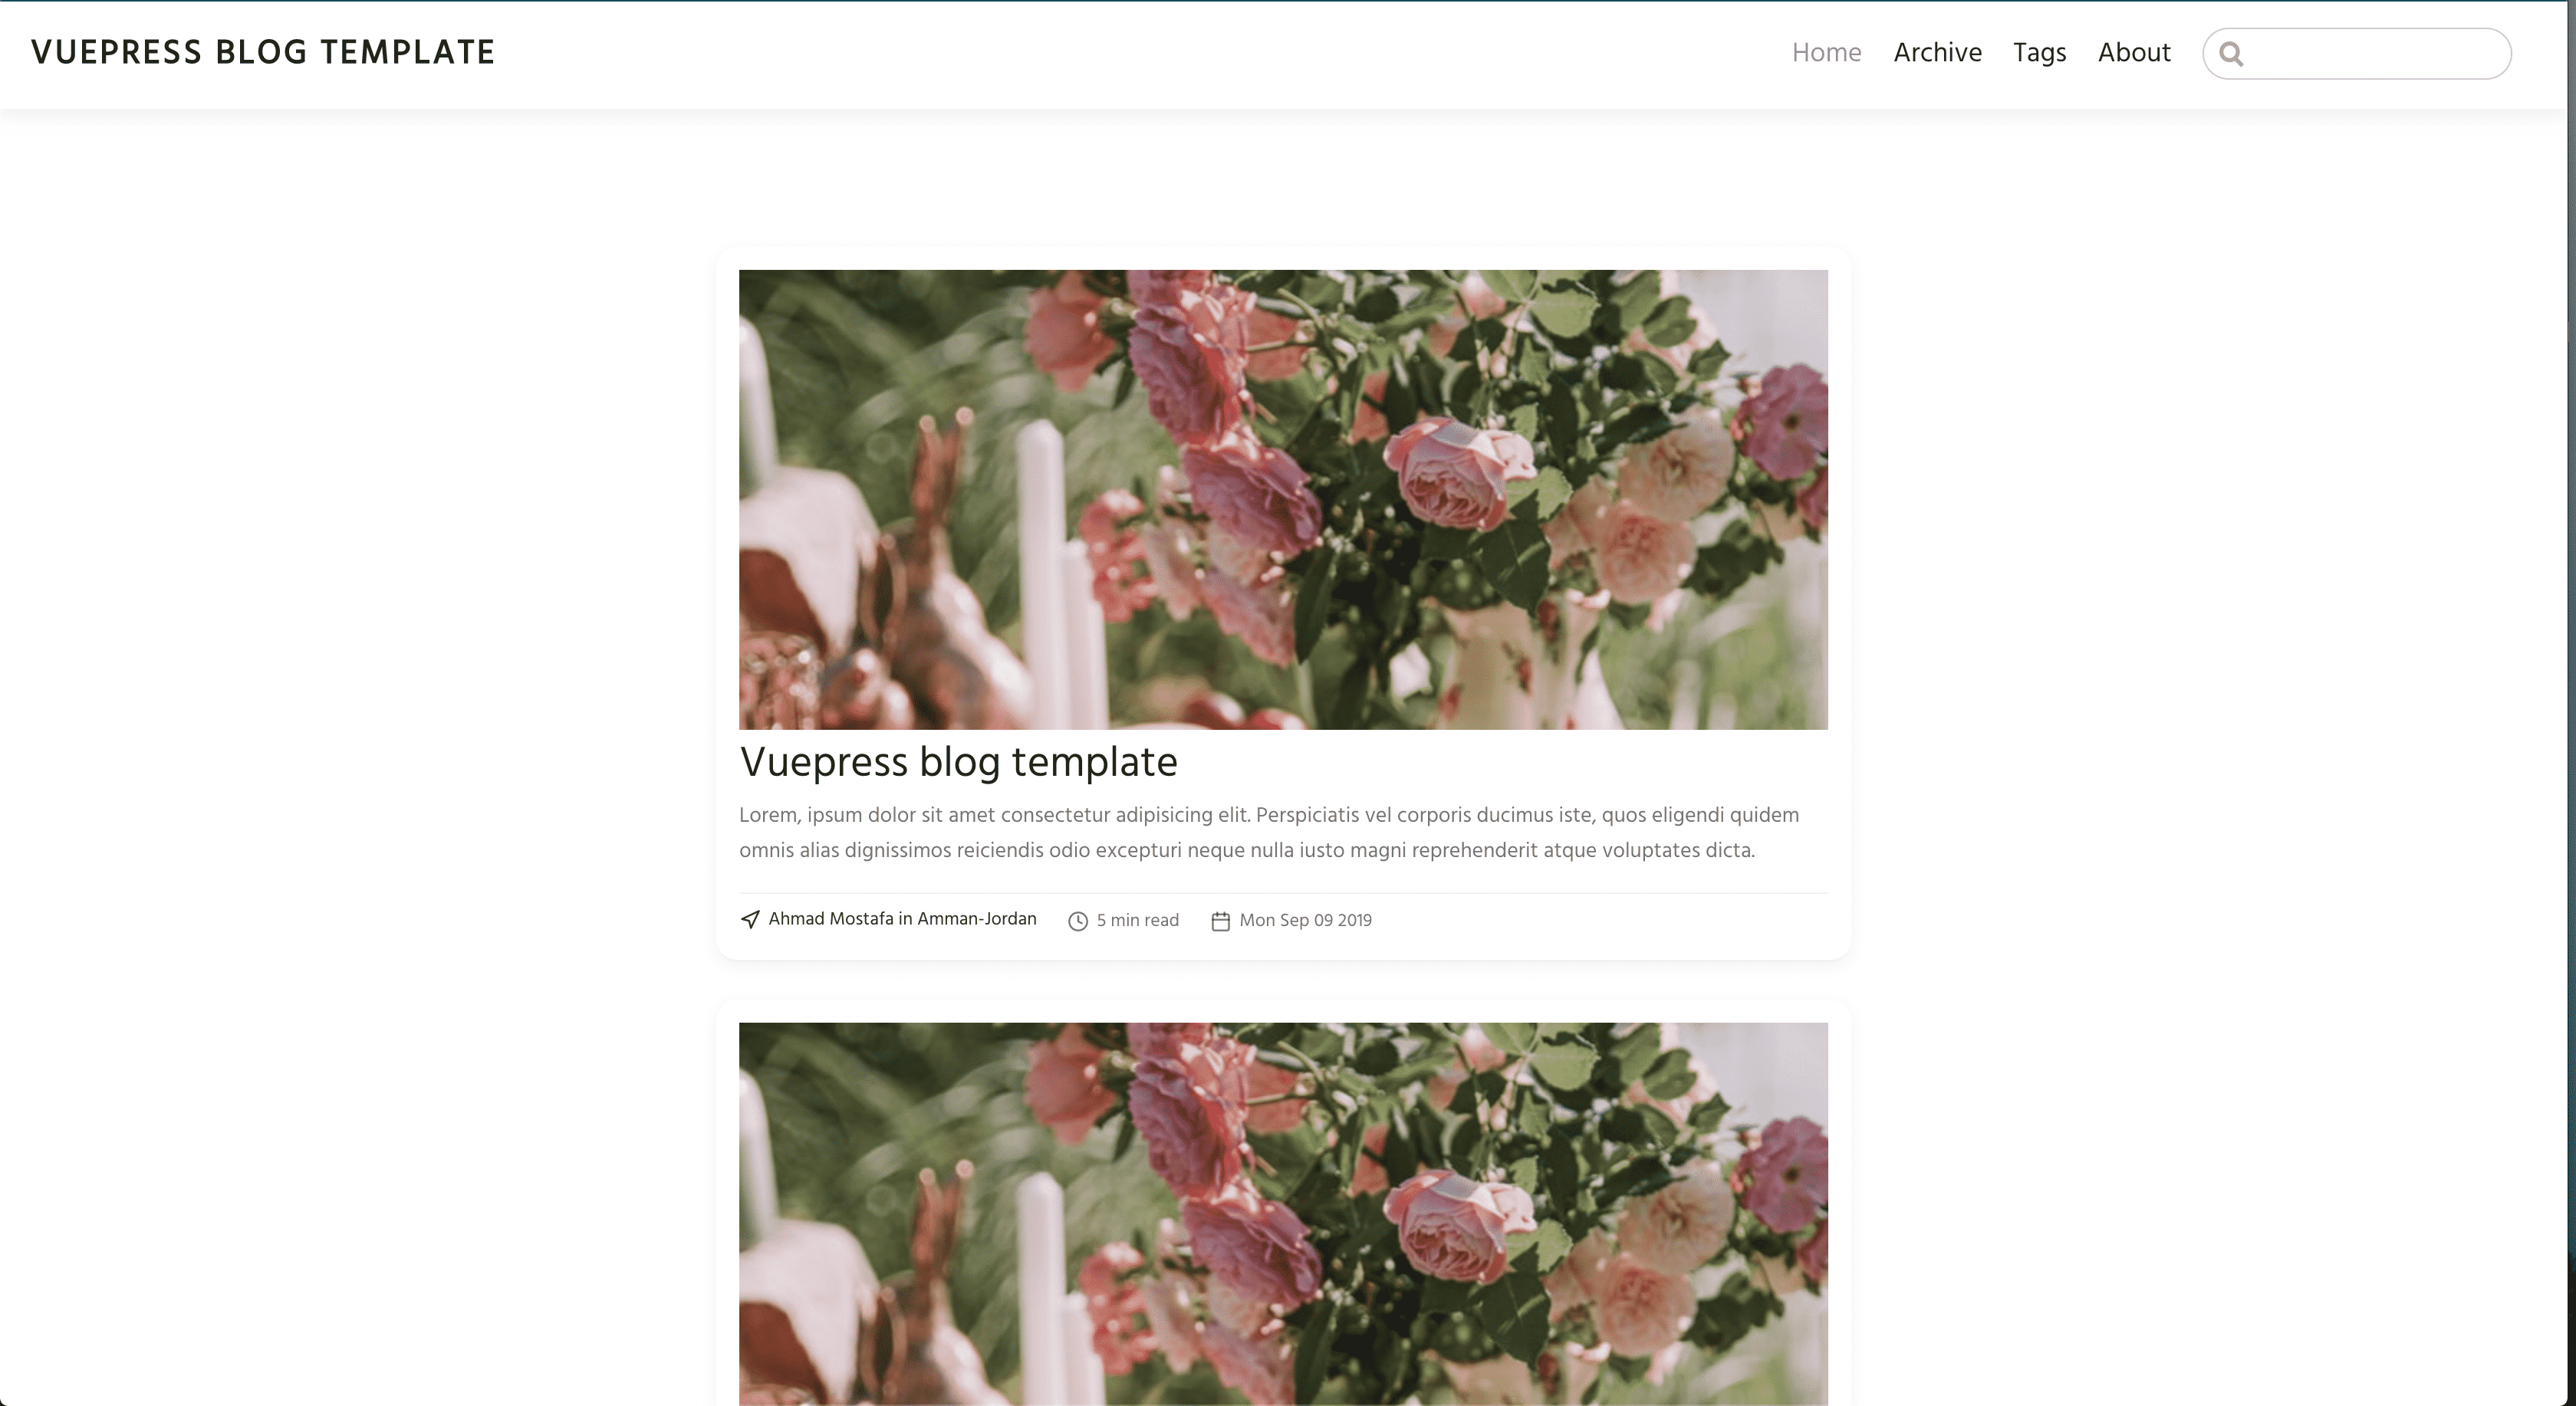 VUEPRESS BLOG TEMPLATE
Home Archive Tags About
Vuepress blog template
Lorem, ipsum dolor sit amet consectetur adipisicing elit. Perspiciatis vel corporis ducimus iste, quos eligendi quidem
omnis alias dignissimos reiciendis odio excepturi neque nulla iusto magni reprehenderit atque voluptates dicta.
Ahmad Mostafa in Amman-Jordan 5 min read Mon Sep 09 2019